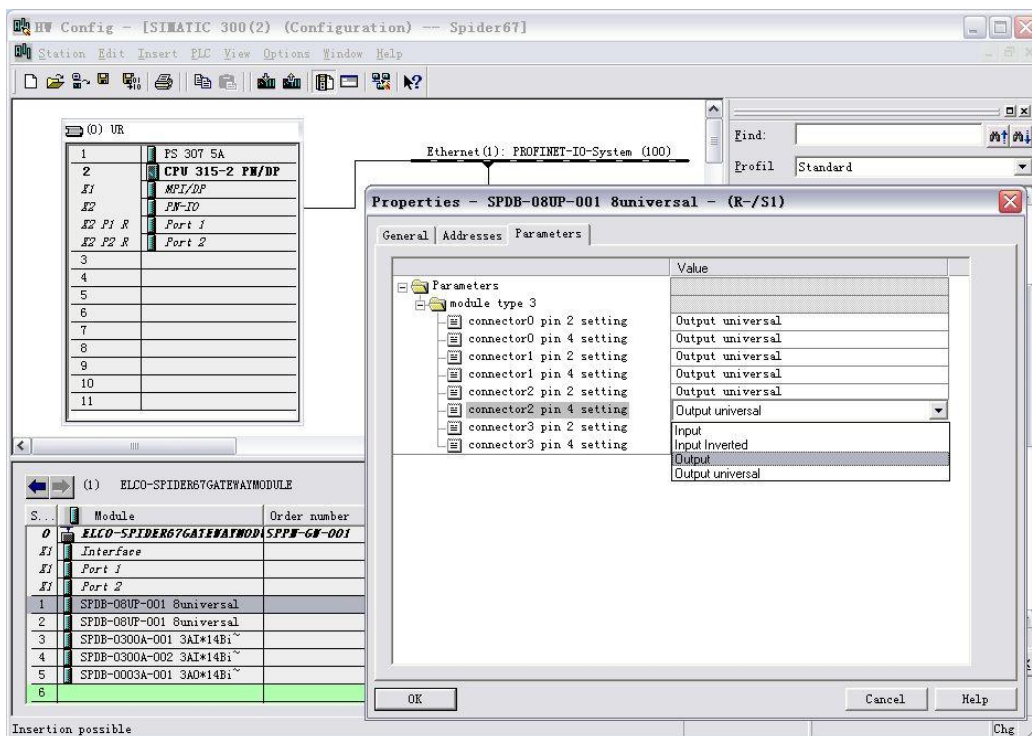 HW Config - [SIMATIC 300(2) (Configuration) -- Spider67]
Station Edit Insert PLC View Options Window Help
(0) UR
1 PS 307 5A
2 CPU 315-2 PN/DP
X1 MPI/DP
X2 PN-IO
X2 P1 R Port 1
X2 P2 R Port 2
3
4
5
6
7
8
9
10
11
Ethernet(1): PROFINET-IO-System (100)
Find:
Profil Standard
Properties - SPDB-08UP-001 8universal - (R-/S1)
General Addresses Parameters
Value
Parameters
module type 3
connector0 pin 2 setting Output universal
connector0 pin 4 setting Output universal
connector1 pin 2 setting Output universal
connector1 pin 4 setting Output universal
connector2 pin 2 setting Output universal
connector2 pin 4 setting Output universal
connector3 pin 2 setting
connector3 pin 4 setting
Input
Input Inverted
Output
Output universal
OK Cancel Help
(1) ELCO-SPIDER67GATEWAYMODULE
S... Module Order number
0 ELCO-SPIDER67GATEWAYMODU SPPN-GW-001
X1 Interface
X1 Port 1
X1 Port 2
1 SPDB-08UP-001 8universal
2 SPDB-08UP-001 8universal
3 SPDB-0300A-001 3AI*14Bi~
4 SPDB-0300A-002 3AI*14Bi~
5 SPDB-0003A-001 3AO*14Bi~
6
Insertion possible Chg